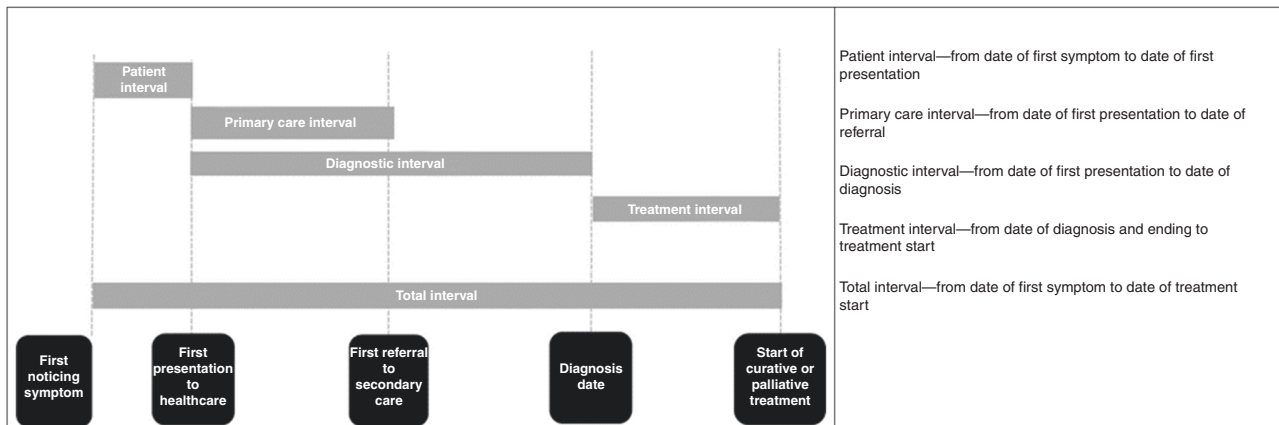 Patient
interval
Primary care interval
Diagnostic interval
Treatment interval
Total interval
First
noticing
symptom
First
presentation
to
healthcare
First referral
to
secondary
care
Diagnosis
date
Start of
curative or
palliative
treatment
Patient interval—from date of first symptom to date of first
presentation
Primary care interval—from date of first presentation to date of
referral
Diagnostic interval—from date of first presentation to date of
diagnosis
Treatment interval—from date of diagnosis and ending to
treatment start
Total interval—from date of first symptom to date of treatment
start